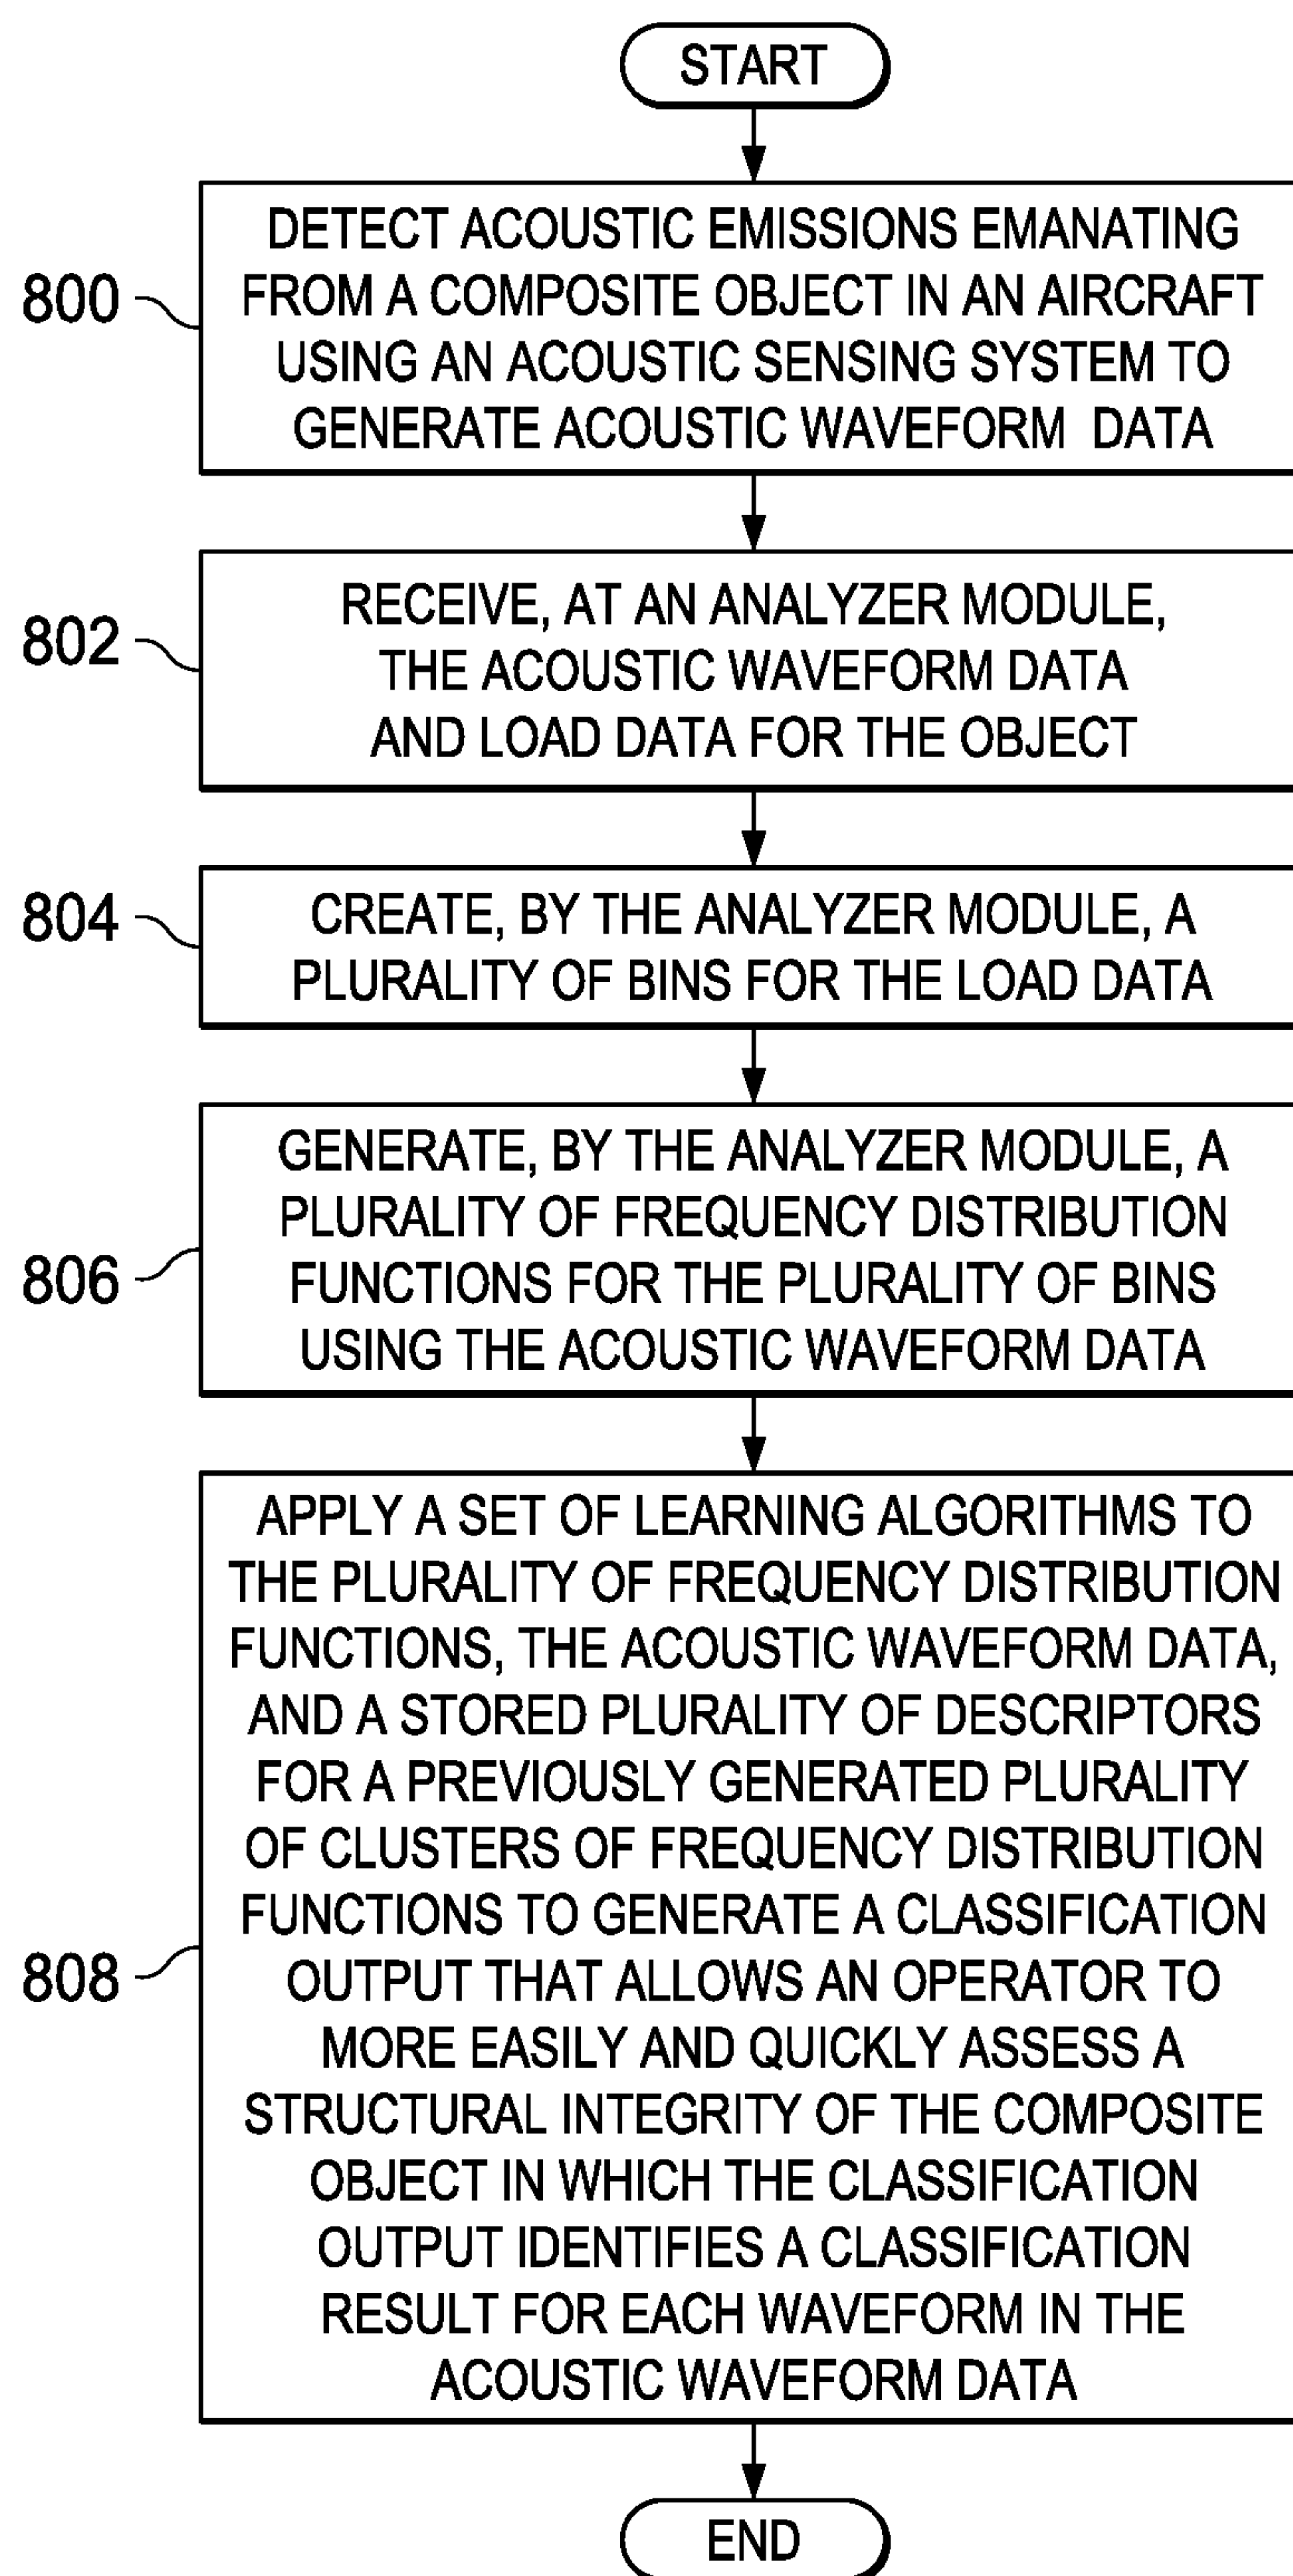 START
800
DETECT ACOUSTIC EMISSIONS EMANATING
FROM A COMPOSITE OBJECT IN AN AIRCRAFT
USING AN ACOUSTIC SENSING SYSTEM TO
GENERATE ACOUSTIC WAVEFORM DATA
802
RECEIVE, AT AN ANALYZER MODULE,
THE ACOUSTIC WAVEFORM DATA
AND LOAD DATA FOR THE OBJECT
804
CREATE, BY THE ANALYZER MODULE, A
PLURALITY OF BINS FOR THE LOAD DATA
806
GENERATE, BY THE ANALYZER MODULE, A
PLURALITY OF FREQUENCY DISTRIBUTION
FUNCTIONS FOR THE PLURALITY OF BINS
USING THE ACOUSTIC WAVEFORM DATA
808
APPLY A SET OF LEARNING ALGORITHMS TO
THE PLURALITY OF FREQUENCY DISTRIBUTION
FUNCTIONS, THE ACOUSTIC WAVEFORM DATA,
AND A STORED PLURALITY OF DESCRIPTORS
FOR A PREVIOUSLY GENERATED PLURALITY
OF CLUSTERS OF FREQUENCY DISTRIBUTION
FUNCTIONS TO GENERATE A CLASSIFICATION
OUTPUT THAT ALLOWS AN OPERATOR TO
MORE EASILY AND QUICKLY ASSESS A
STRUCTURAL INTEGRITY OF THE COMPOSITE
OBJECT IN WHICH THE CLASSIFICATION
OUTPUT IDENTIFIES A CLASSIFICATION
RESULT FOR EACH WAVEFORM IN THE
ACOUSTIC WAVEFORM DATA
END